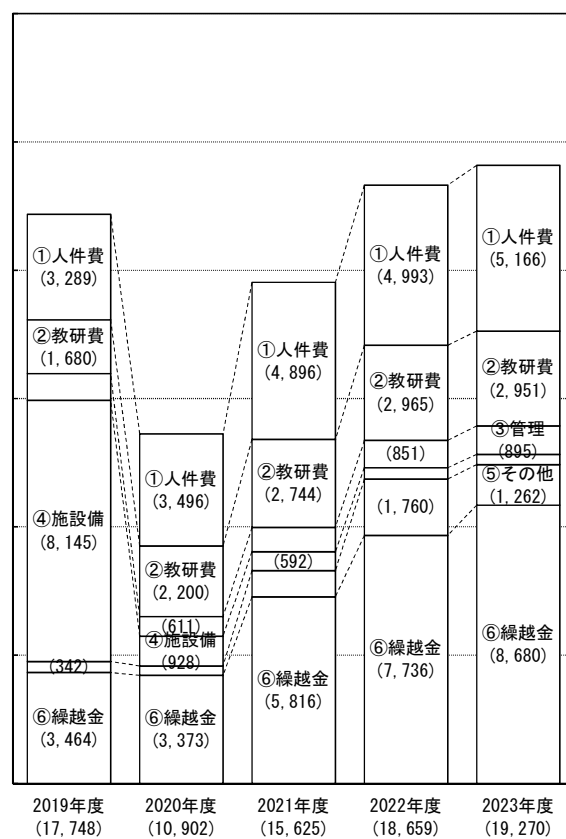 ①人件費
(3,289)
②教研費
(1,680)
④施設備
(8,145)
(342)
⑥繰越金
(3,464)
2019年度
(17,748)
①人件費
(3,496)
②教研費
(2,200)
(611)
④施設備
(928)
⑥繰越金
(3,373)
2020年度
(10,902)
①人件費
(4,896)
②教研費
(2,744)
(592)
⑥繰越金
(5,816)
2021年度
(15,625)
①人件費
(4,993)
②教研費
(2,965)
(851)
(1,760)
⑥繰越金
(7,736)
2022年度
(18,659)
①人件費
(5,166)
②教研費
(2,951)
③管理
(895)
⑤その他
(1,262)
⑥繰越金
(8,680)
2023年度
(19,270)